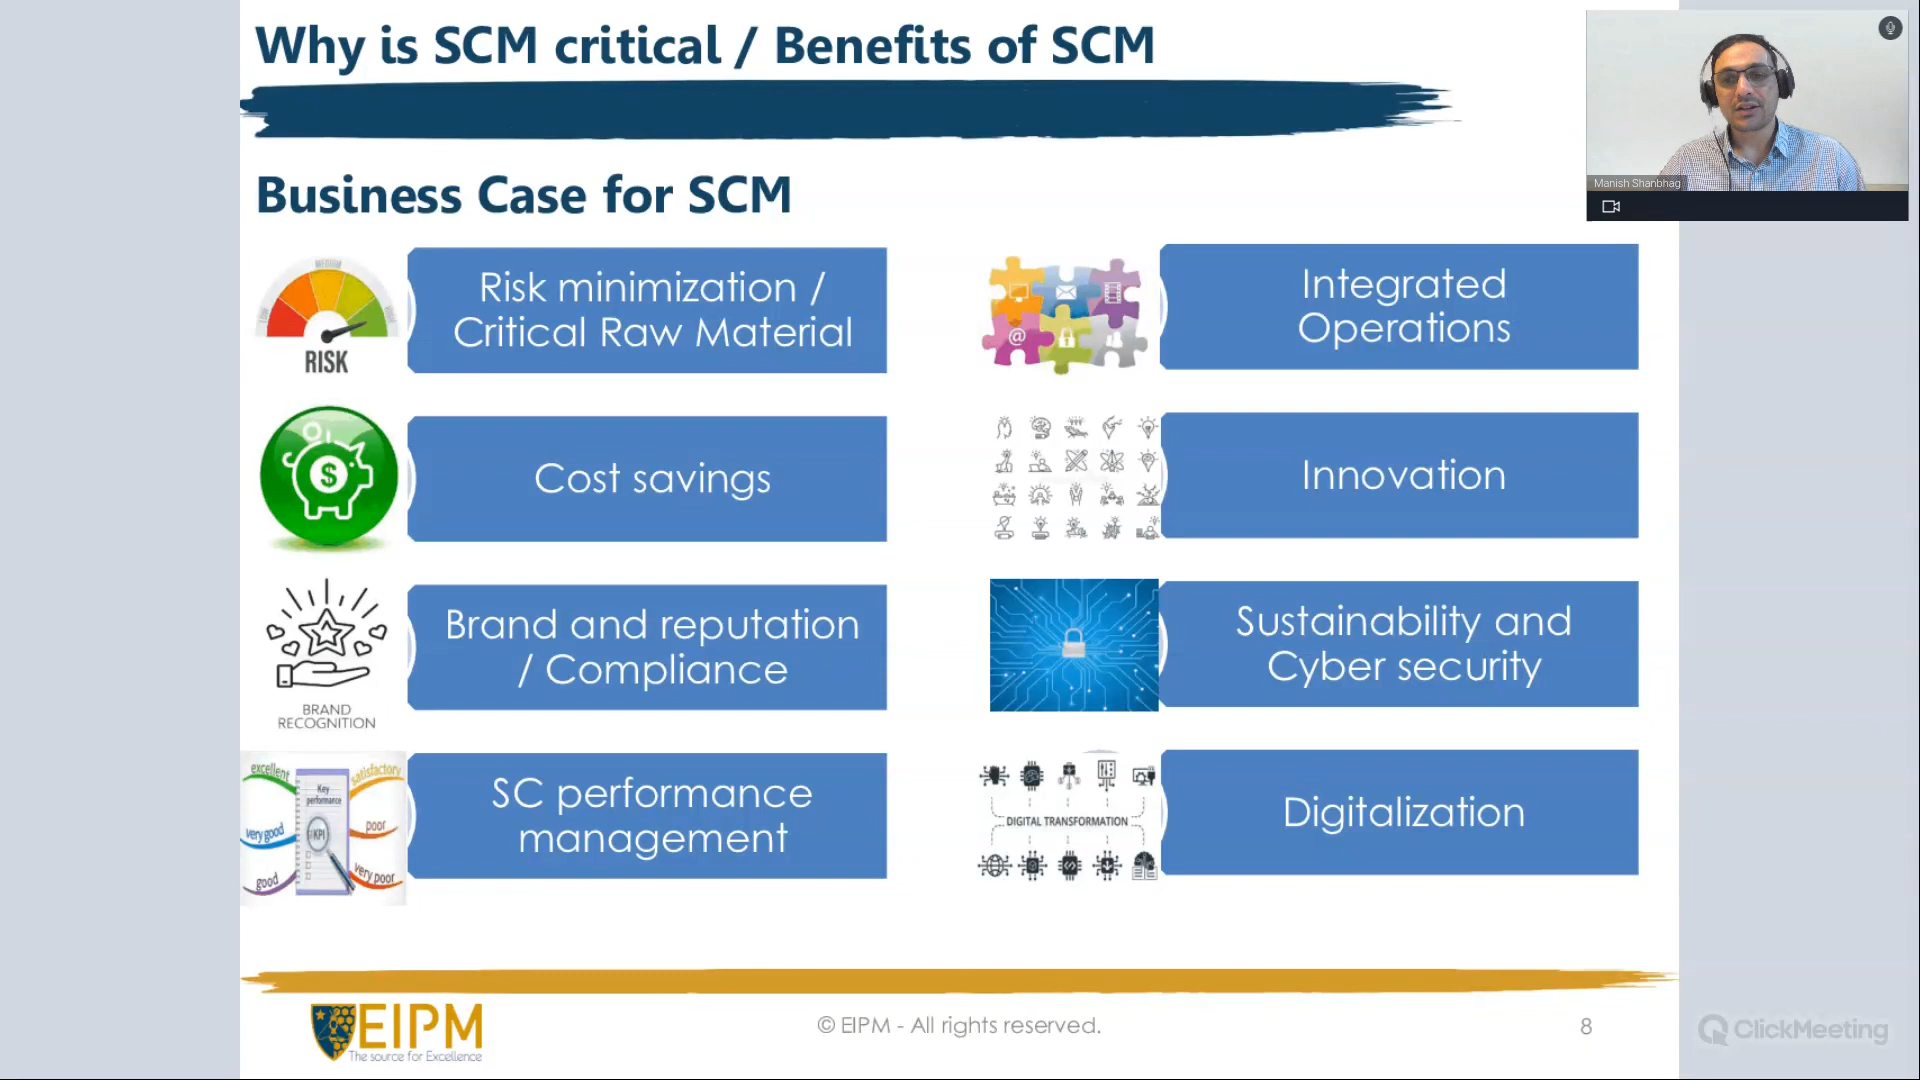 Why is SCM critical / Benefits of SCM
Manish Shanbhag
Business Case for SCM
MEDIUM
LOW
RISK
Risk minimization /
Critical Raw Material
Integrated
Operations
@
$
Cost savings
Innovation
BRAND
RECOGNITION
Brand and reputation
/ Compliance
Sustainability and
Cyber security
excellent
satisfactory
Key
performance
very good
KPI
poor
good
very poor
SC performance
management
DIGITAL TRANSFORMATION
Digitalization
EIPM
The source for Excellence
© EIPM - All rights reserved.
8
ClickMeeting